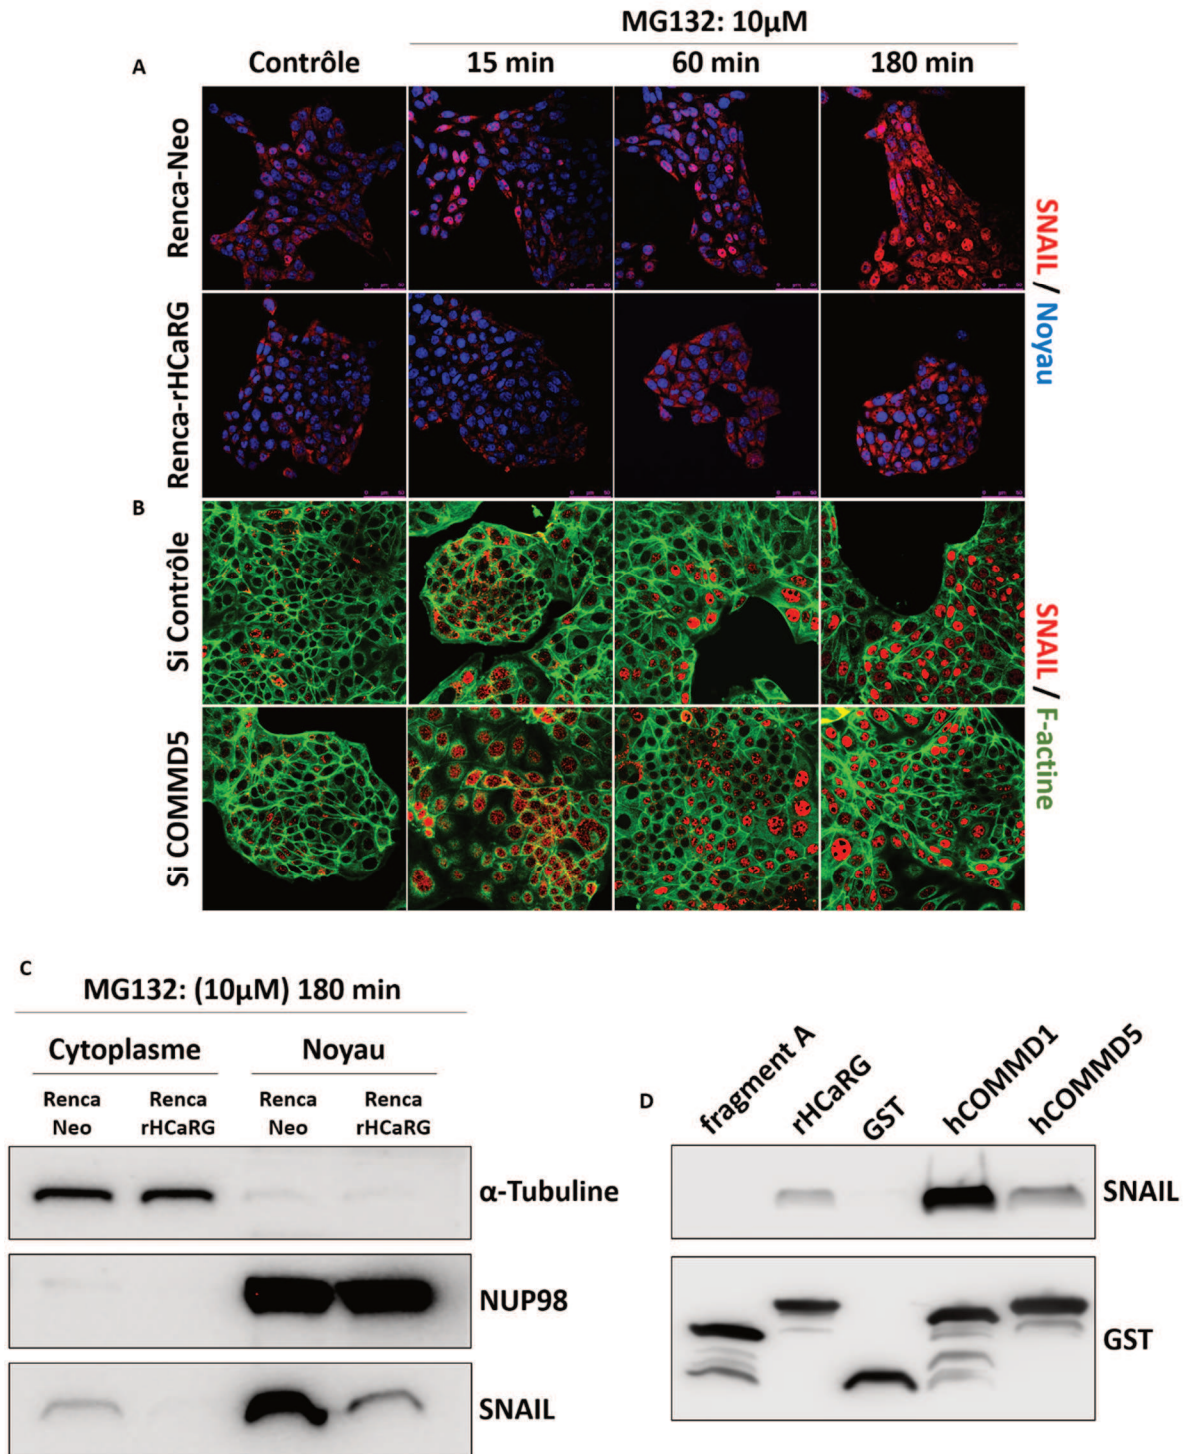 MG132: 10µM
A
Contrôle
15 min
60 min
180 min
Renca-Neo
Renca-rHCaRG
SNAIL / Noyau
B
Si Contrôle
Si COMMD5
SNAIL / F-actine
C
MG132: (10µM) 180 min
Cytoplasme
Noyau
Renca
Neo
Renca
rHCaRG
Renca
Neo
Renca
rHCaRG
α-Tubuline
NUP98
SNAIL
D
fragment A
rHCaRG
GST
hCOMMD1
hCOMMD5
SNAIL
GST